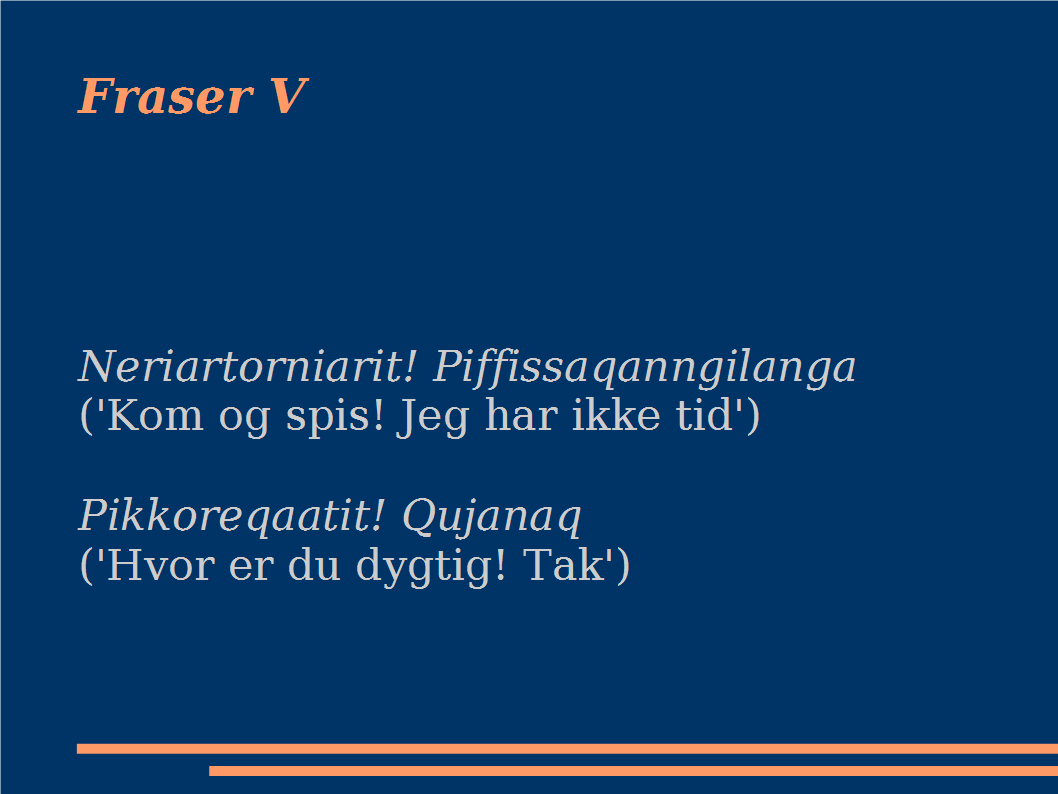 Fraser V
Neriartorniarit! Piffissaqanngilanga
('Kom og spis! Jeg har ikke tid')
Pikkoreqaatit! Qujanaq
('Hvor er du dygtig! Tak')